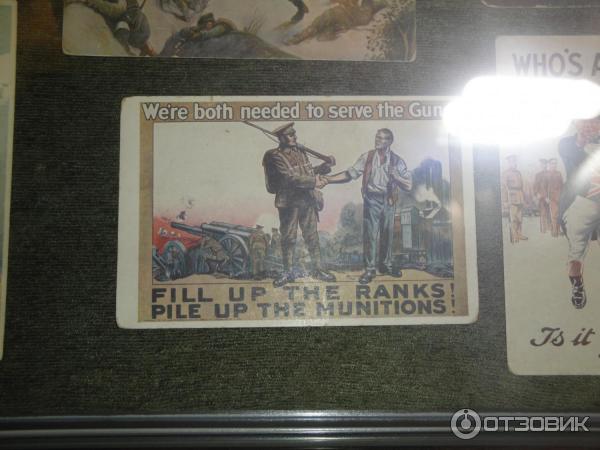 We're both needed to serve the Gun
FILL UP THE RANKS!
PILE UP THE MUNITIONS!
WHO'S A
Is it
ОТЗОВИК